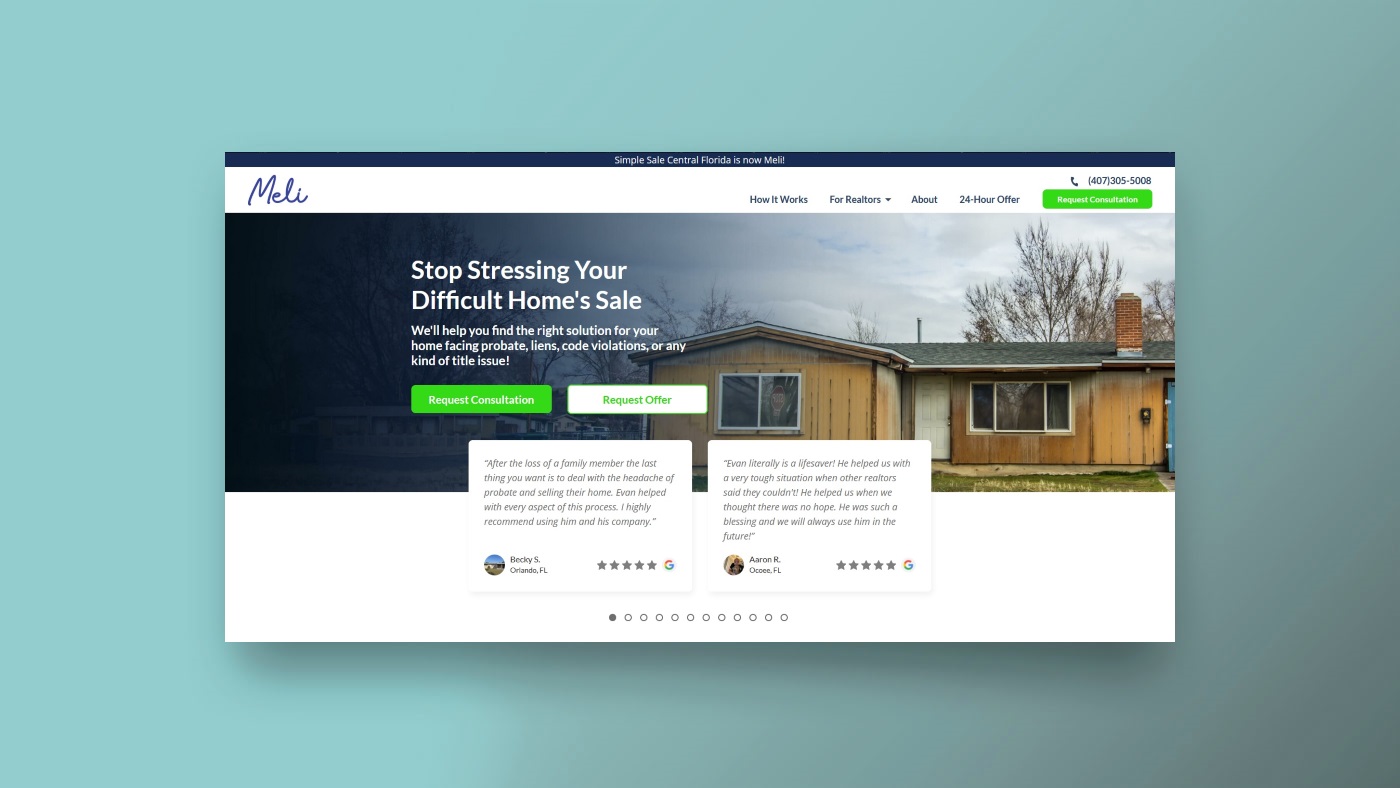 Simple Sale Central Florida is now Meli!
Meli
(407)305-5008
How It Works
For Realtors
About
24-Hour Offer
Request Consultation
Stop Stressing Your
Difficult Home's Sale
We'll help you find the right solution for your
home facing probate, liens, code violations, or any
kind of title issue!
Request Consultation
Request Offer
“After the loss of a family member the last
thing you want is to deal with the headache of
probate and selling their home. Evan helped
with every aspect of this process. I highly
recommend using him and his company.”
Becky S.
Orlando, FL
G
“Evan literally is a lifesaver! He helped us with
a very tough situation when other realtors
said they couldn't! He helped us when we
thought there was no hope. He was such a
blessing and we will always use him in the
future!”
Aaron R.
Ocoee, FL
G